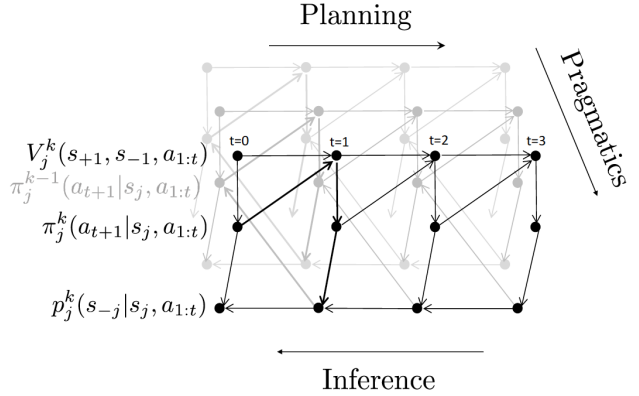 Planning
Pragmatics
t=0 t=1 t=2 t=3
V_j^k(s_{+1}, s_{-1}, a_{1:t})
π_j^{k-1}(a_{t+1}|s_j, a_{1:t})
π_j^k(a_{t+1}|s_j, a_{1:t})
p_j^k(s_{-j}|s_j, a_{1:t})
Inference